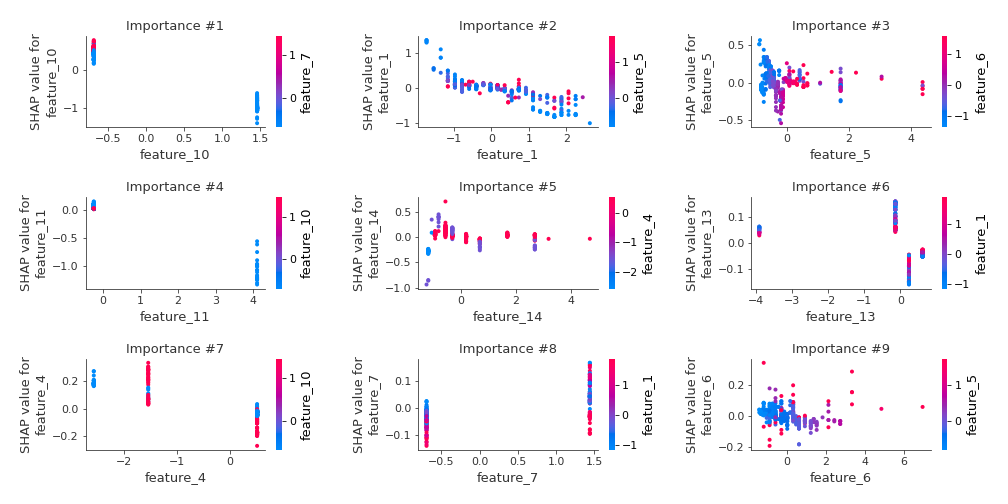 Importance #1
SHAP value for
feature_10
0
−1
−0.5
0.0
0.5
1.0
1.5
feature_10
1
0
feature_7
Importance #2
SHAP value for
feature_1
1
0
−1
−1
0
1
2
feature_1
1
0
feature_5
Importance #3
SHAP value for
feature_5
0.5
0.0
−0.5
0
2
4
feature_5
1
0
−1
feature_6
Importance #4
SHAP value for
feature_11
0.0
−0.5
−1.0
0
1
2
3
4
feature_11
1
0
feature_10
Importance #5
SHAP value for
feature_14
0.5
0.0
−0.5
−1.0
0
2
4
feature_14
0
−1
−2
feature_4
Importance #6
SHAP value for
feature_13
0.1
0.0
−0.1
−4
−3
−2
−1
0
feature_13
1
0
−1
feature_1
Importance #7
SHAP value for
feature_4
0.2
0.0
−0.2
−2
−1
0
feature_4
1
0
feature_10
Importance #8
SHAP value for
feature_7
0.1
0.0
−0.1
−0.5
0.0
0.5
1.0
1.5
feature_7
1
0
−1
feature_1
Importance #9
SHAP value for
feature_6
0.2
0.0
−0.2
0
2
4
6
feature_6
1
0
feature_5